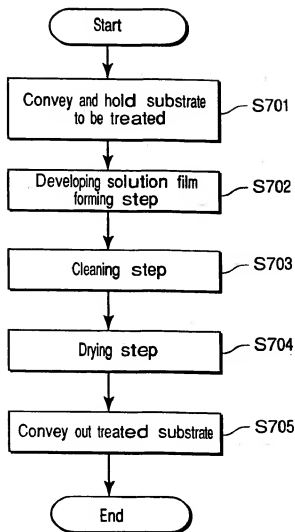 Start
Convey and hold substrate
to be treated
S701
Developing solution film
forming step
S702
Cleaning step
S703
Drying step
S704
Convey out treated substrate
S705
End